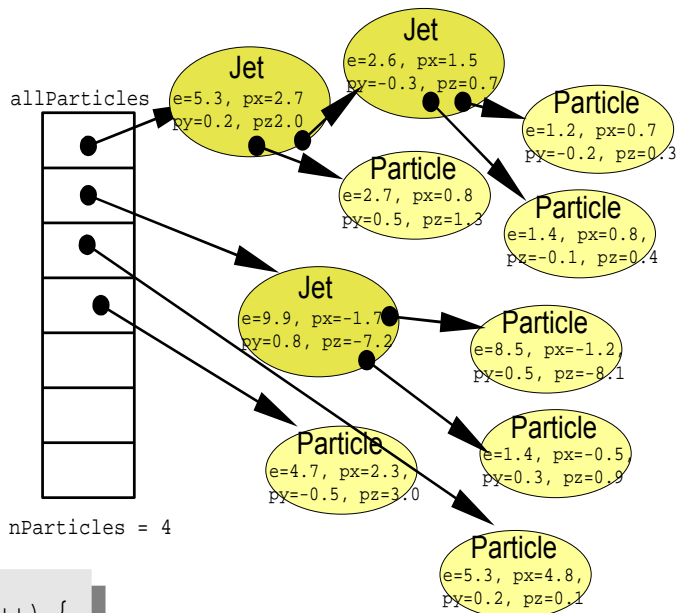 Jet
e=2.6, px=1.5
py=-0.3, pz=0.7
Jet
e=5.3, px=2.7
py=0.2, pz2.0
allParticles
Particle
e=1.2, px=0.7
py=-0.2, pz=0.3
Particle
e=2.7, px=0.8
py=0.5, pz=1.3
Particle
e=1.4, px=0.8,
pz=-0.1, pz=0.4
Jet
e=9.9, px=-1.7
py=0.8, pz=-7.2
Particle
e=8.5, px=-1.2,
py=0.5, pz=-8.1
Particle
e=4.7, px=2.3,
py=-0.5, pz=3.0
Particle
e=1.4, px=-0.5,
py=0.3, pz=0.9
nParticles = 4
Particle
e=5.3, px=4.8,
py=0.2, pz=0.1
) {